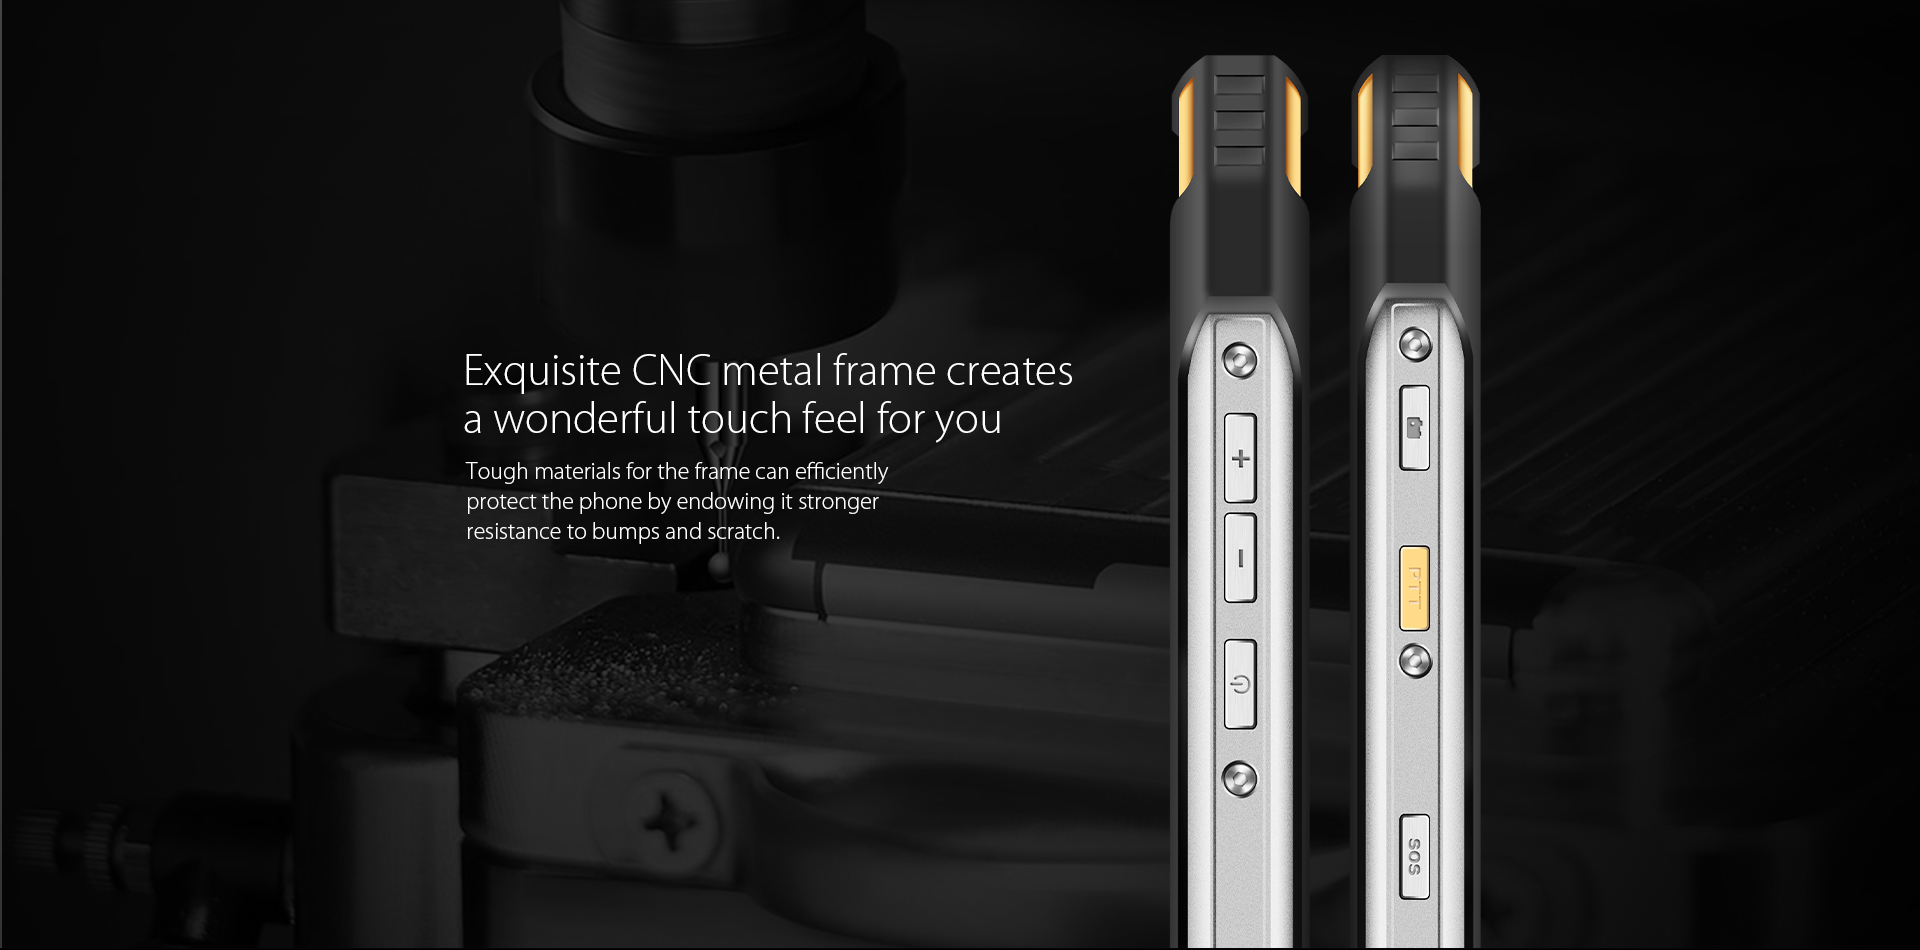 Exquisite CNC metal frame creates
a wonderful touch feel for you
Tough materials for the frame can efficiently
protect the phone by endowing it stronger
resistance to bumps and scratch.
+
-
PTT
SOS